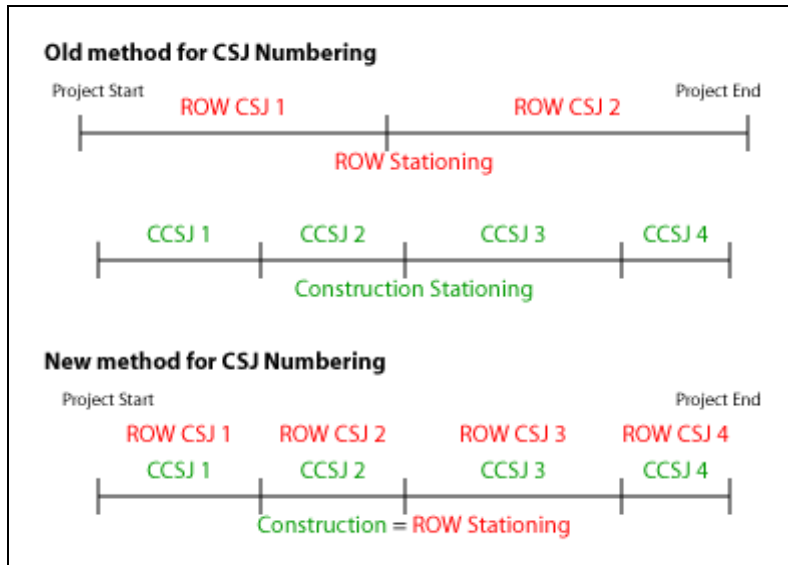 Old method for CSJ Numbering
Project Start Project End
ROW CSJ 1 ROW CSJ 2
ROW Stationing
CCSJ 1 CCSJ 2 CCSJ 3 CCSJ 4
Construction Stationing
New method for CSJ Numbering
Project Start Project End
ROW CSJ 1 ROW CSJ 2 ROW CSJ 3 ROW CSJ 4
CCSJ 1 CCSJ 2 CCSJ 3 CCSJ 4
Construction = ROW Stationing